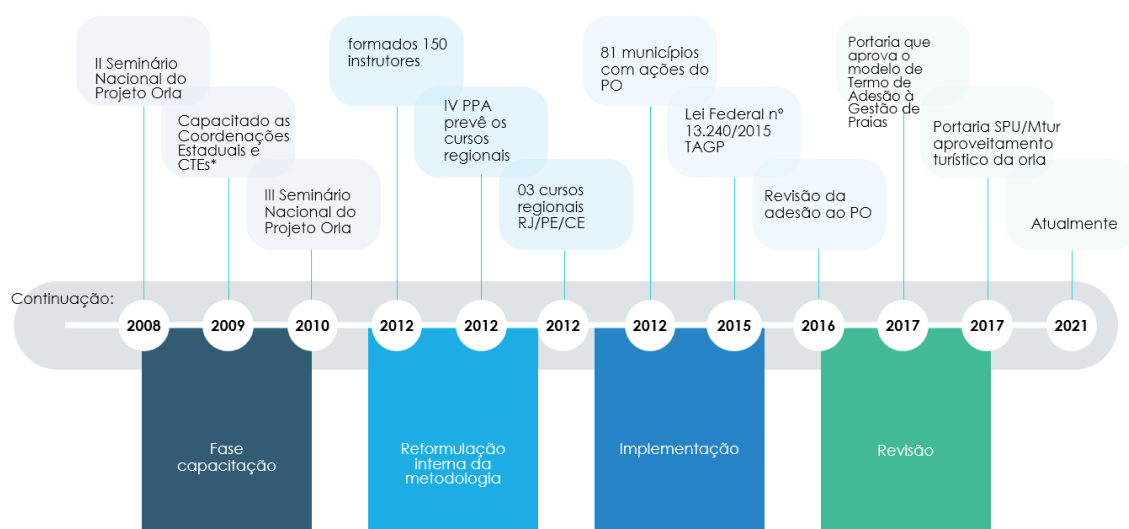 II Seminário
Nacional do
Projeto Orla
Capacitado as
Coordenações
Estaduais e
CTEs*
III Seminário
Nacional do
Projeto Orla
formados 150
instrutores
IV PPA
prevê os
cursos
regionais
03 cursos
regionais
RJ/PE/CE
81 municípios
com ações do
PO
Lei Federal nº
13.240/2015
TAGP
Revisão da
adesão ao PO
Portaria que
aprova o
modelo de
Termo de
Adesão à
Gestão de
Praias
Portaria SPU/Mtur
aproveitamento
turístico da orla
Atualmente
Continuação:
2008
2009
2010
2012
2012
2012
2012
2015
2016
2017
2017
2021
Fase
capacitação
Reformulação
interna da
metodologia
Implementação
Revisão